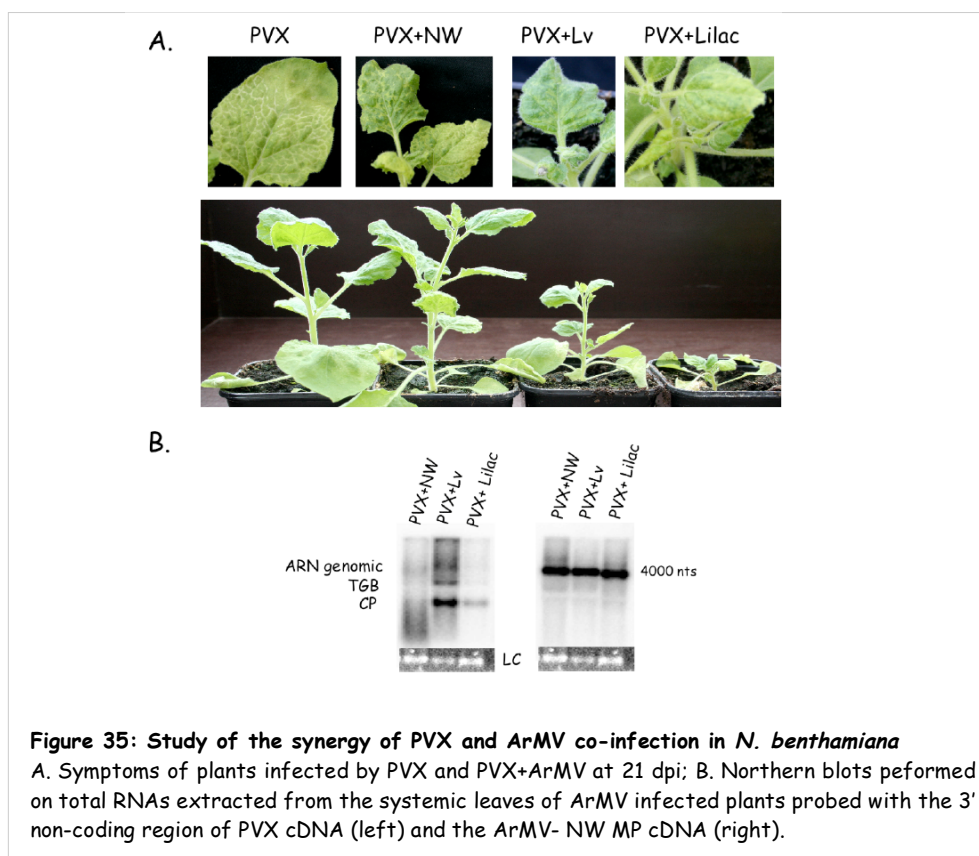 A.
PVX PVX+NW PVX+Lv PVX+Lilac
B.
PVX+NW PVX+Lv PVX+ Lilac PVX+NW PVX+Lv PVX+ Lilac
ARN genomic
TGB
CP
4000 nts
LC
Figure 35: Study of the synergy of PVX and ArMV co-infection in N. benthamiana
A. Symptoms of plants infected by PVX and PVX+ArMV at 21 dpi; B. Northern blots peformed
on total RNAs extracted from the systemic leaves of ArMV infected plants probed with the 3'
non-coding region of PVX cDNA (left) and the ArMV- NW MP cDNA (right).